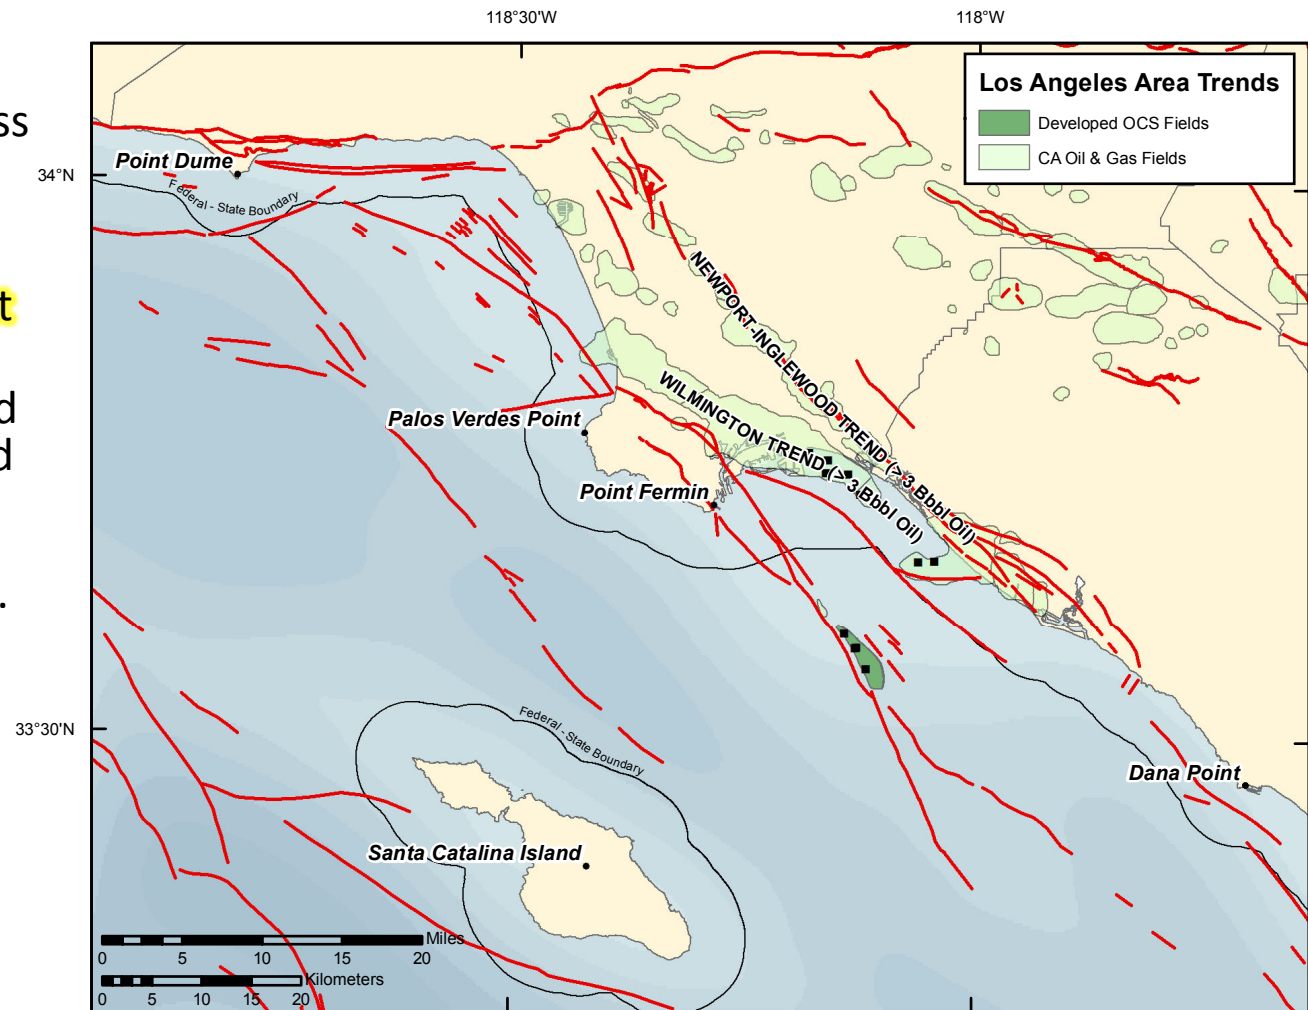 118°30'W
118°W
ss
t
d
d
.
34°N
33°30'N
Los Angeles Area Trends
Developed OCS Fields
CA Oil & Gas Fields
Point Dume
Federal - State Boundary
NEWPORT-INGLEWOOD TREND (> 3 Bbbl Oil)
WILMINGTON TREND (> 3 Bbbl Oil)
Palos Verdes Point
Point Fermin
Federal - State Boundary
Dana Point
Santa Catalina Island
Miles
0 5 10 15 20
Kilometers
0 5 10 15 20